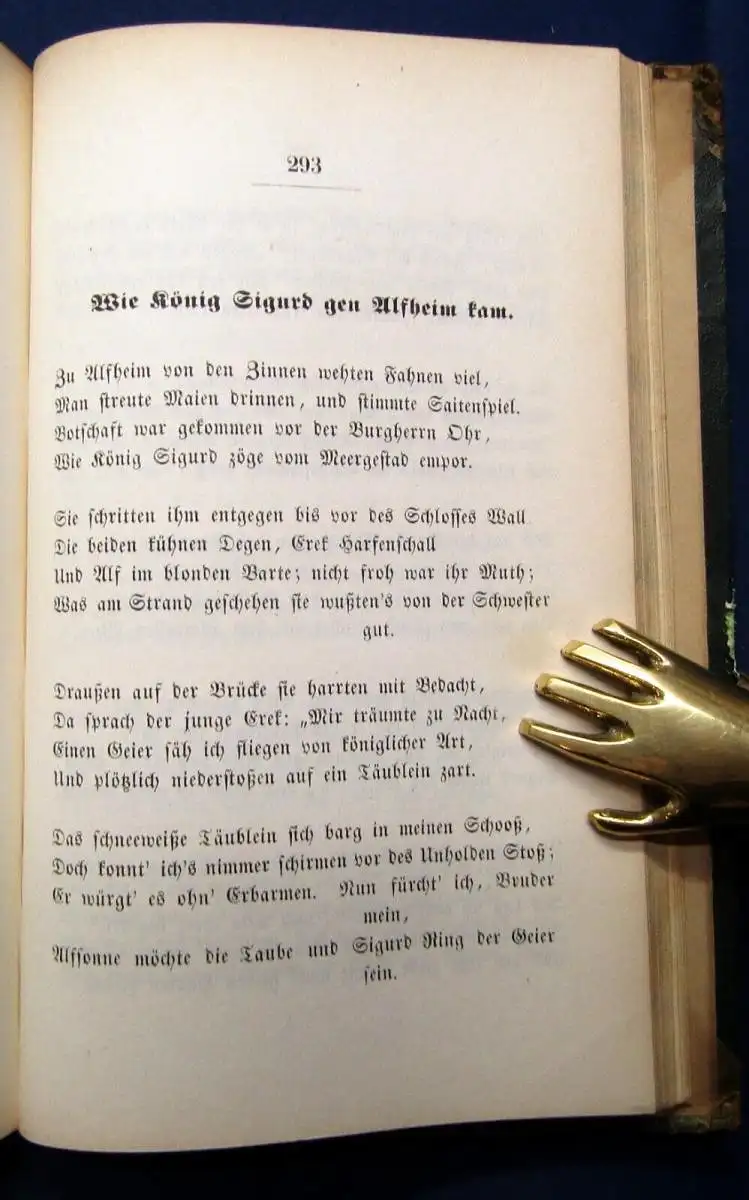 293
Wie König Sigurd gen Alfheim kam.
Zu Alfheim von den Zinnen wehten Fahnen viel,
Man streute Maien drinnen, und stimmte Saitenspiel.
Botschaft war gekommen vor der Burgherrn Ohr,
Wie König Sigurd zöge vom Meergestad empor.
Sie schritten ihm entgegen bis vor des Schlosses Wall
Die beiden kühnen Degen, Erek Harfenschall
Und Alf im blonden Barte; nicht froh war ihr Muth;
Was am Strand geschehen sie wußten's von der Schwester
gut.
Draußen auf der Brücke sie harrten mit Bedacht,
Da sprach der junge Erek: „Mir träumte zu Nacht,
Einen Geier säh ich fliegen von königlicher Art,
Und plötzlich niederstoßen auf ein Täublein zart.
Das schneeweiße Täublein sich barg in meinen Schooß,
Doch konnt' ich's nimmer schirmen vor des Unholden Stoß;
Er würgt' es ohn' Erbarmen. Nun fürcht' ich, Bruder
mein,
Alfsonne möchte die Taube und Sigurd Ring der Geier
sein.